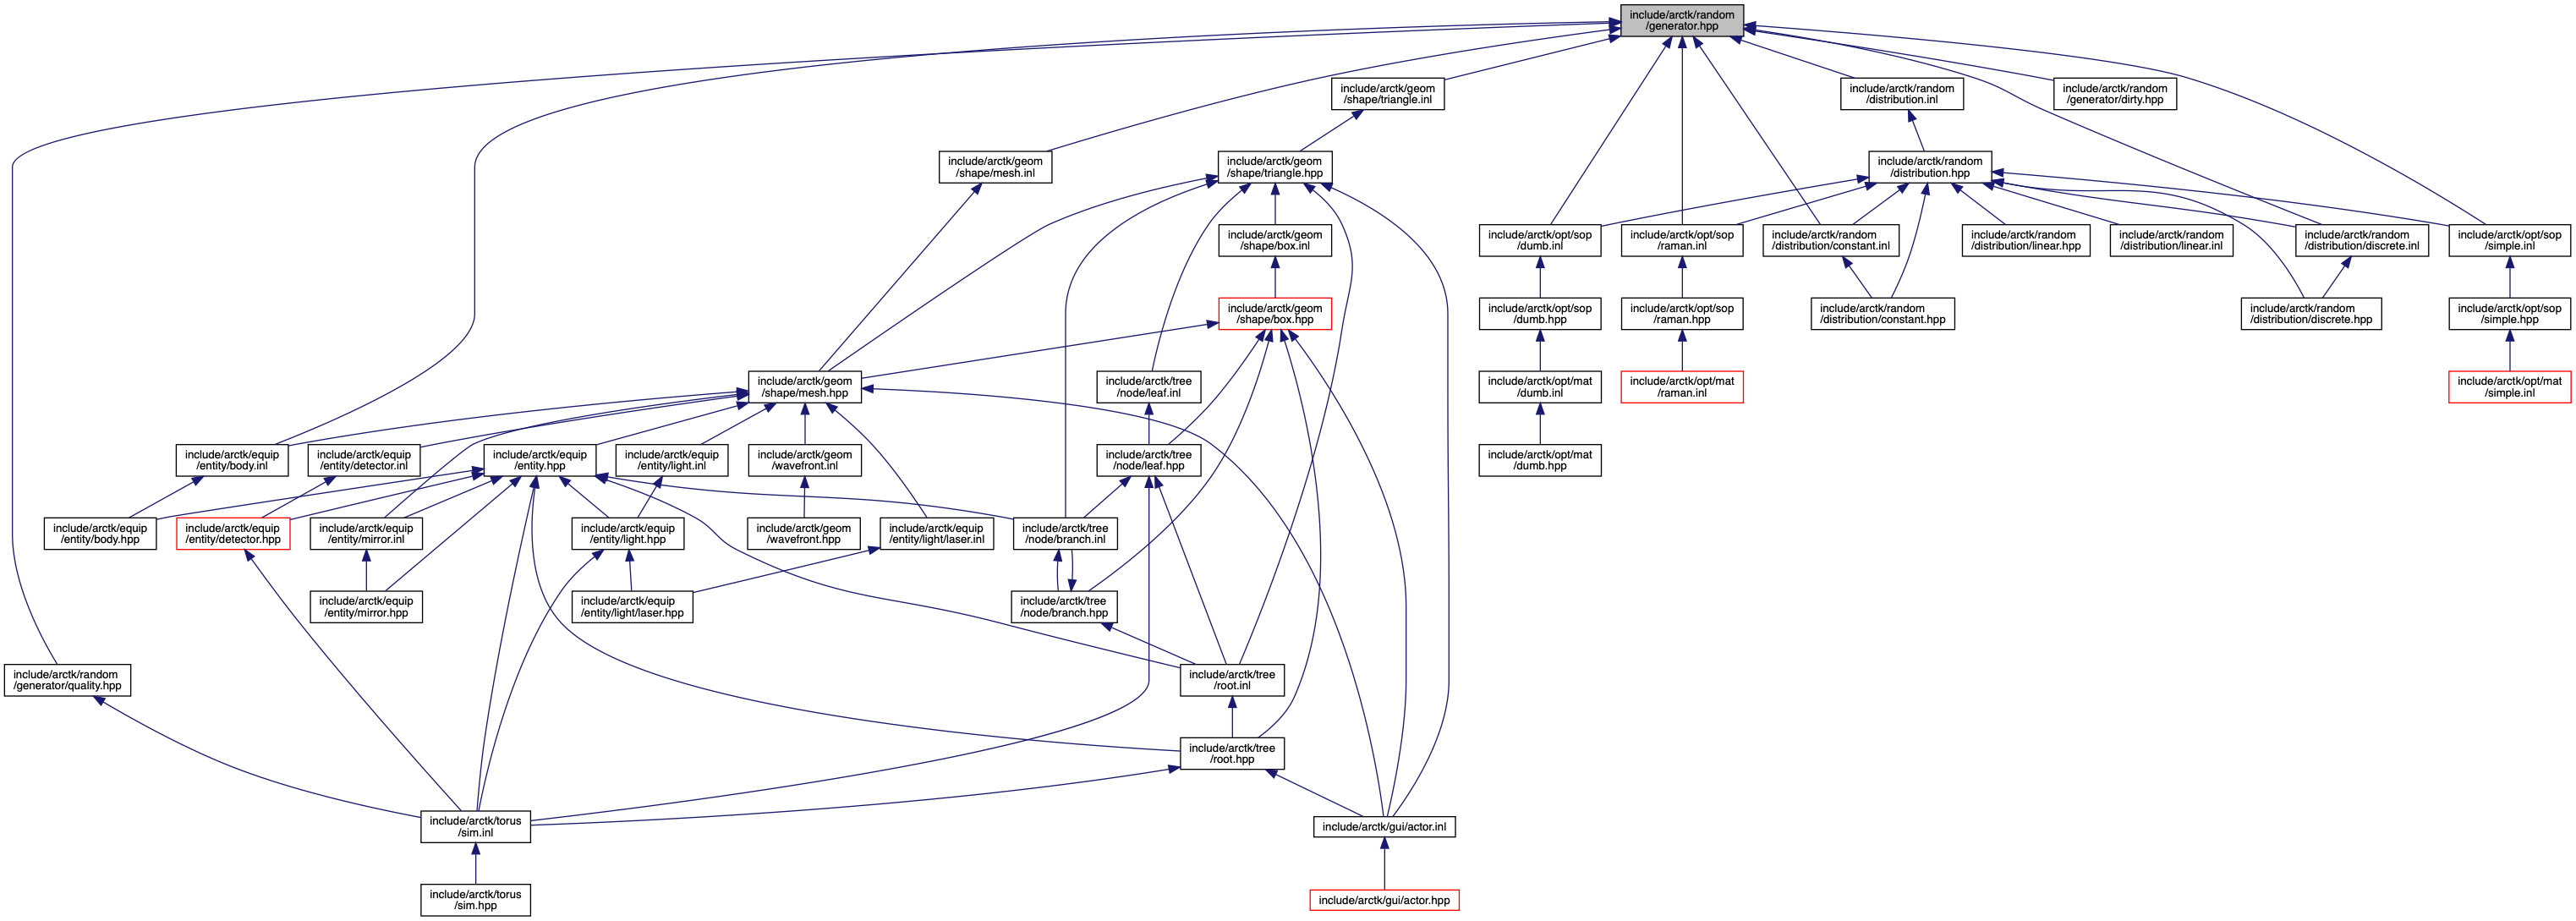 include/arctk/random
/generator.hpp
include/arctk/geom
/shape/triangle.inl
include/arctk/random
/distribution.inl
include/arctk/random
/generator/dirty.hpp
include/arctk/geom
/shape/mesh.inl
include/arctk/geom
/shape/triangle.hpp
include/arctk/random
/distribution.hpp
include/arctk/geom
/shape/box.inl
include/arctk/opt/sop
/dumb.inl
include/arctk/opt/sop
/raman.inl
include/arctk/random
/distribution/constant.inl
include/arctk/random
/distribution/linear.hpp
include/arctk/random
/distribution/linear.inl
include/arctk/random
/distribution/discrete.inl
include/arctk/opt/sop
/simple.inl
include/arctk/geom
/shape/box.hpp
include/arctk/opt/sop
/dumb.hpp
include/arctk/opt/sop
/raman.hpp
include/arctk/random
/distribution/constant.hpp
include/arctk/random
/distribution/discrete.hpp
include/arctk/opt/sop
/simple.hpp
include/arctk/geom
/shape/mesh.hpp
include/arctk/tree
/node/leaf.inl
include/arctk/opt/mat
/dumb.inl
include/arctk/opt/mat
/raman.inl
include/arctk/opt/mat
/simple.inl
include/arctk/equip
/entity/body.inl
include/arctk/equip
/entity/detector.inl
include/arctk/equip
/entity.hpp
include/arctk/equip
/entity/light.inl
include/arctk/geom
/wavefront.inl
include/arctk/tree
/node/leaf.hpp
include/arctk/opt/mat
/dumb.hpp
include/arctk/equip
/entity/body.hpp
include/arctk/equip
/entity/detector.hpp
include/arctk/equip
/entity/mirror.inl
include/arctk/equip
/entity/light.hpp
include/arctk/geom
/wavefront.hpp
include/arctk/equip
/entity/light/laser.inl
include/arctk/tree
/node/branch.inl
include/arctk/equip
/entity/mirror.hpp
include/arctk/equip
/entity/light/laser.hpp
include/arctk/tree
/node/branch.hpp
include/arctk/random
/generator/quality.hpp
include/arctk/tree
/root.inl
include/arctk/tree
/root.hpp
include/arctk/torus
/sim.inl
include/arctk/gui/actor.inl
include/arctk/torus
/sim.hpp
include/arctk/gui/actor.hpp